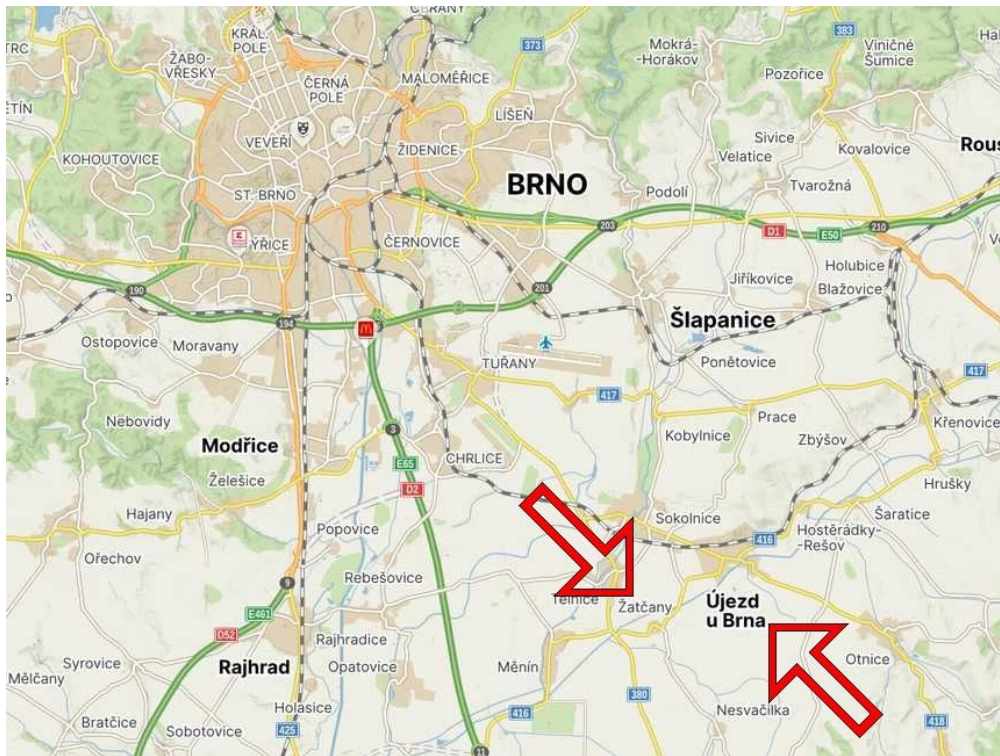 KRÁL.
POLE
373
Mokrá-
-Horákov
383
Viničné
Šumice
ŽABO-
VŘESKY
ČERNÁ
POLE
MALOMĚŘICE
Pozořice
LÍŠEŇ
VEVEŘÍ
ŽIDENICE
Sivice
Velatice
Kovalovice
KOHOUTOVICE
ST. BRNO
BRNO
Podolí
Tvarožná
203
D1
E50
210
ČERNOVICE
Holubice
Jiříkovice
Blažovice
190
201
194
Šlapanice
Ostopovice
Moravany
TUŘANY
Ponětovice
417
417
Nebovidy
Prace
3
Kobylnice
Zbýšov
Křenovice
Modřice
CHRLICE
E65
D2
Želešice
Hrušky
Hajany
Popovice
Sokolnice
Šaratice
Hostěrádky-
-Rešov
416
Ořechov
9
Rebešovice
Telnice
Žatčany
Újezd
u Brna
E461
D52
Rajhradice
Syrovice
Rajhrad
Opatovice
Měnín
Otnice
Mělčany
380
Holasice
Nesvačilka
Bratčice
Sobotovice
425
416
418
11